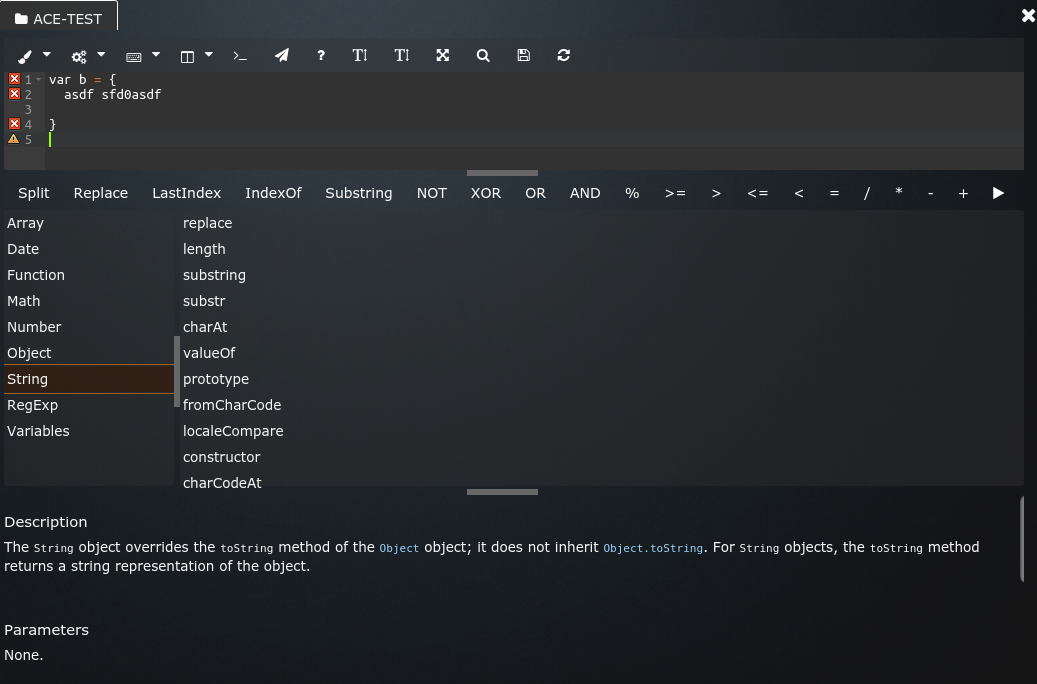 ACE-TEST
1 var b = {
2 asdf sfd0asdf
3
4 }
5
Split Replace LastIndex IndexOf Substring NOT XOR OR AND % >= > <= < = / * - +
Array
Date
Function
Math
Number
Object
String
RegExp
Variables
replace
length
substring
substr
charAt
valueOf
prototype
fromCharCode
localeCompare
constructor
charCodeAt
Description
The String object overrides the toString method of the Object object; it does not inherit Object.toString. For String objects, the toString method
returns a string representation of the object.
Parameters
None.